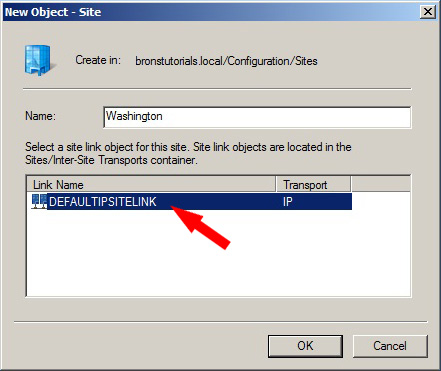 New Object - Site
Create in: bronstutorials.local/Configuration/Sites
Name: Washington
Select a site link object for this site. Site link objects are located in the
Sites/Inter-Site Transports container.
Link Name Transport
DEFAULTIPSITELINK IP
OK Cancel